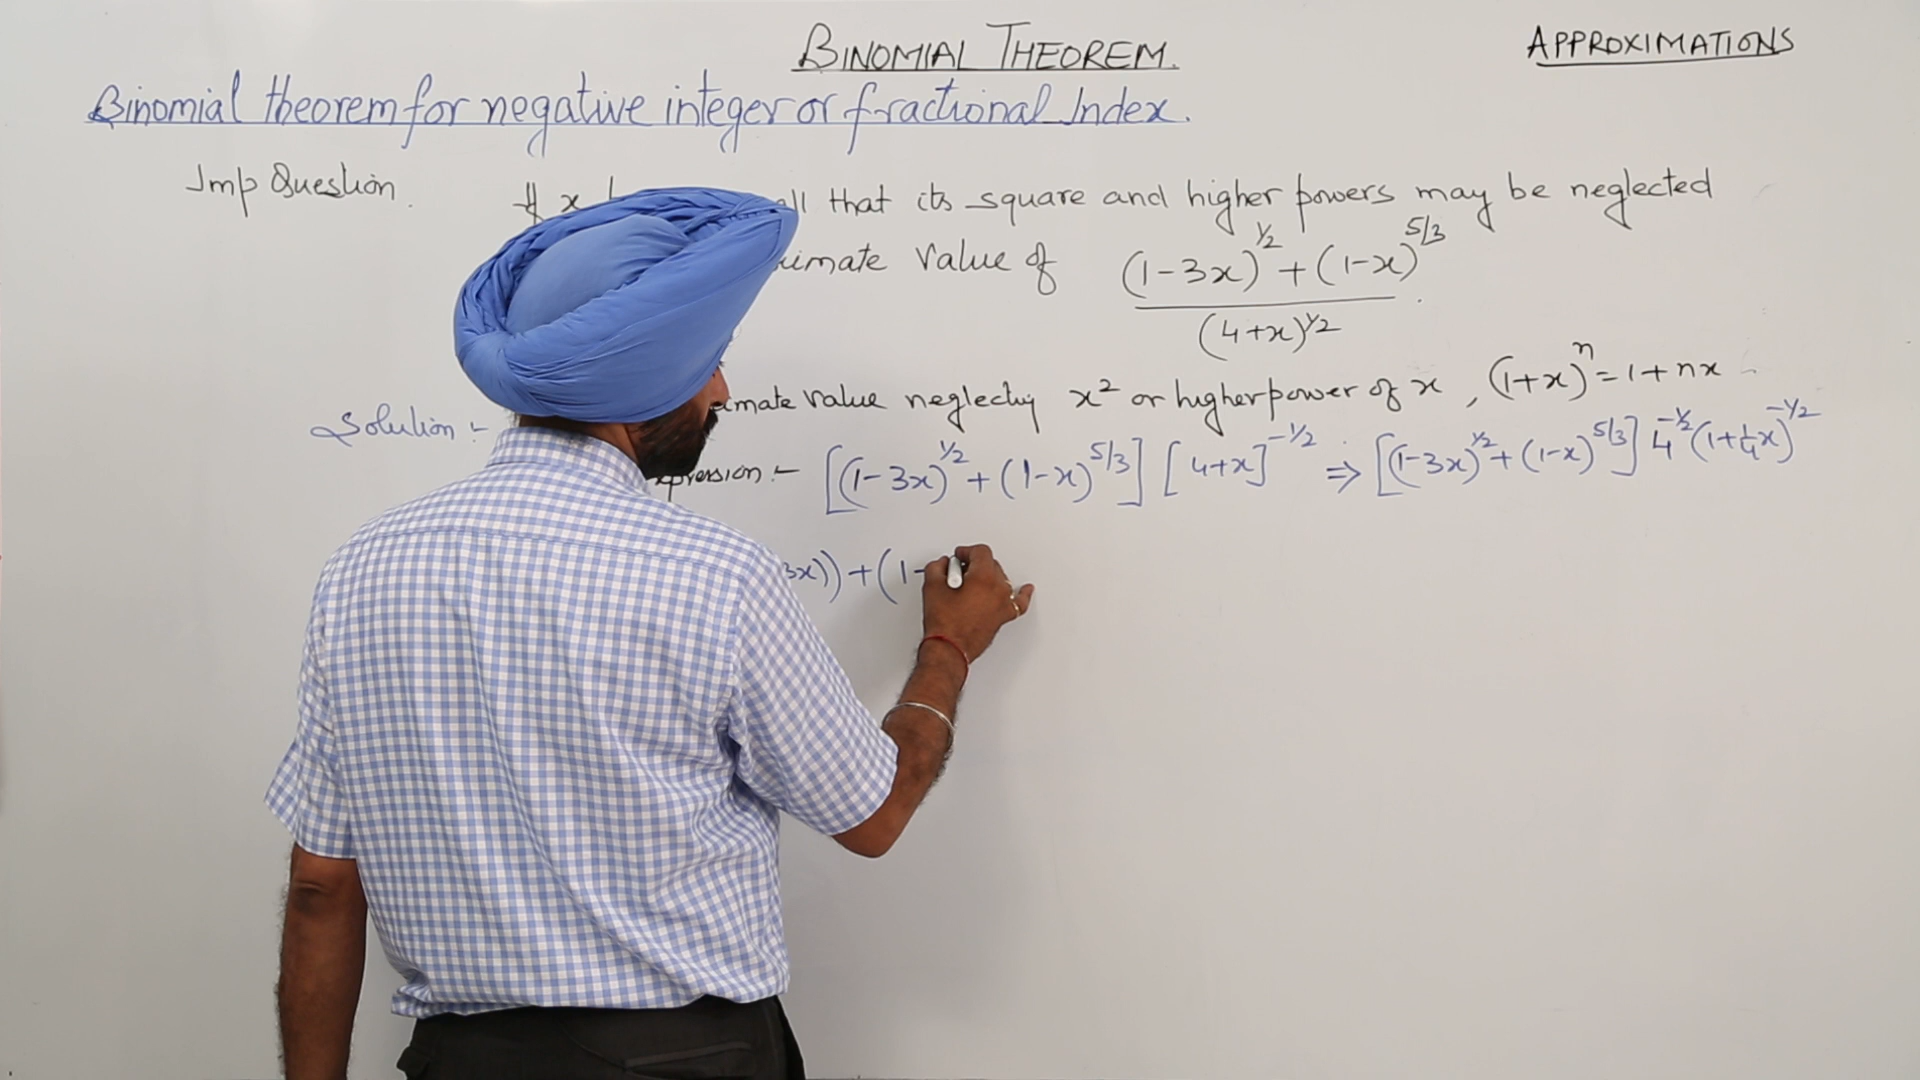 BINOMIAL THEOREM.
APPROXIMATIONS
Binomial theorem for negative integer or fractional Index.
Imp Question.
If x that its square and higher powers may be neglected
Value of ((1-3x)^1/2 + (1-x)^5/3) / (4+x)^1/2.
Solution :-
value neglecting x² or higher power of x, (1+x)^n = 1+nx
:- [(1-3x)^1/2 + (1-x)^5/3] [4+x]^-1/2 ⇒ [(1-3x)^1/2 + (1-x)^5/3] 4^-1/2 (1+1/4x)^-1/2
3x)) + (1-